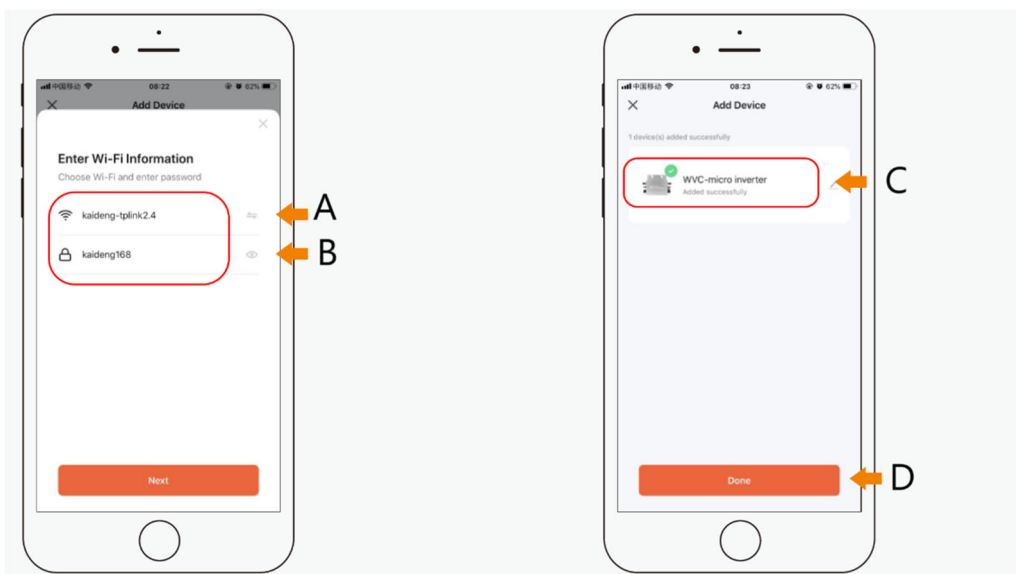 中国移动 08:22 62%
Add Device
Enter Wi-Fi Information
Choose Wi-Fi and enter password
kaideng-tplink2.4
A
kaideng168
B
Next
中国移动 08:23 62%
Add Device
1 device(s) added successfully
WVC-micro inverter
Added successfully
C
Done
D